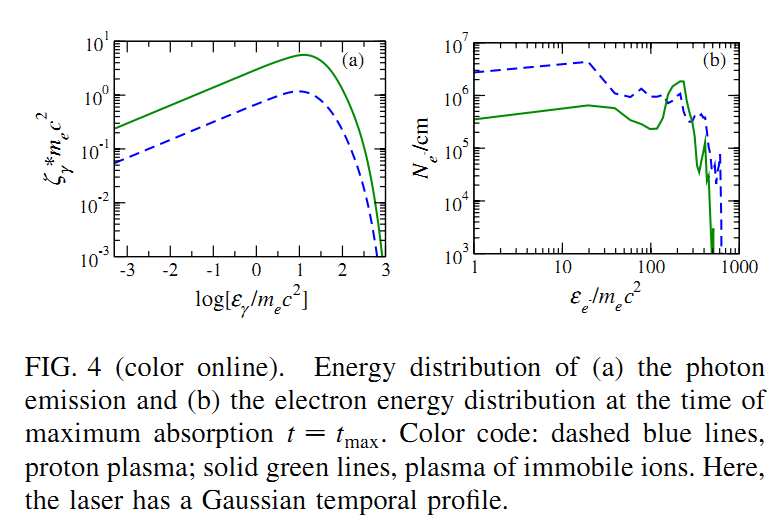 10^1
10^0
10^-1
10^-2
10^-3
ζ_γ*m_ec^2
(a)
-3 -2 -1 0 1 2 3
log[ε_γ/m_ec^2]
10^7
10^6
10^5
10^4
10^3
N_e/cm
(b)
1 10 100 1000
ε_e-/m_ec^2
FIG. 4 (color online). Energy distribution of (a) the photon
emission and (b) the electron energy distribution at the time of
maximum absorption t = t_max. Color code: dashed blue lines,
proton plasma; solid green lines, plasma of immobile ions. Here,
the laser has a Gaussian temporal profile.